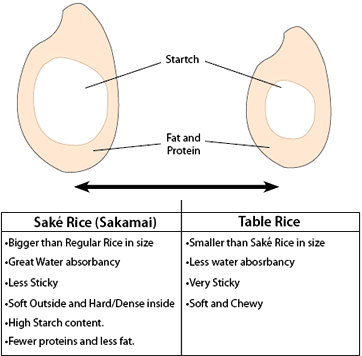 Startch
Fat and
Protein
Saké Rice (Sakamai)
•Bigger than Regular Rice in size
•Great Water absorbancy
•Less Sticky
•Soft Outside and Hard/Dense inside
•High Starch content.
•Fewer proteins and less fat.
Table Rice
•Smaller than Saké Rice in size
•Less water abosrbancy
•Very Sticky
•Soft and Chewy